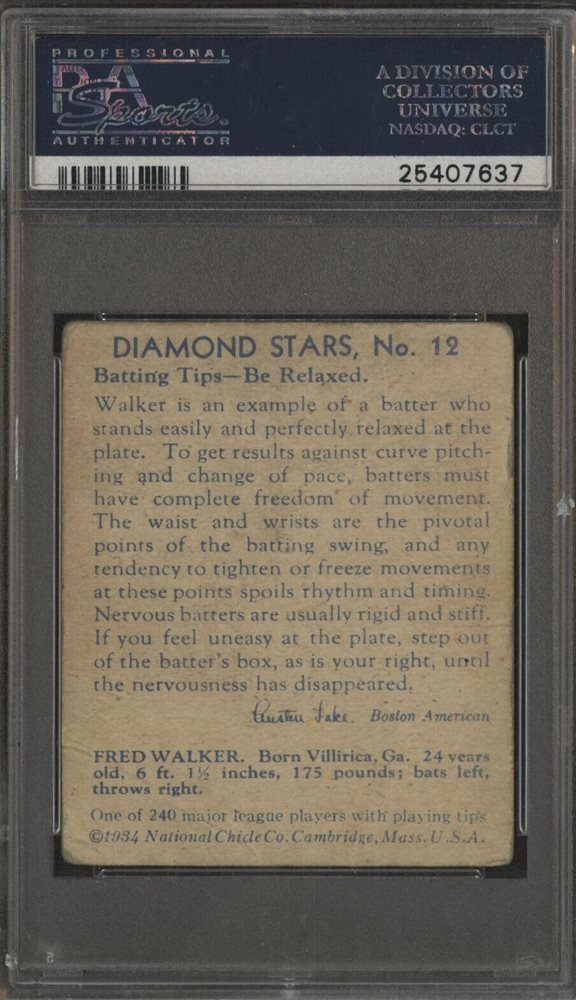 PROFESSIONAL
PSA
Sports
AUTHENTICATOR
A DIVISION OF
COLLECTORS
UNIVERSE
NASDAQ: CLCT
25407637
DIAMOND STARS, No. 12
Batting Tips—Be Relaxed.
Walker is an example of a batter who
stands easily and perfectly relaxed at the
plate. To get results against curve pitch-
ing and change of pace, batters must
have complete freedom of movement.
The waist and wrists are the pivotal
points of the batting swing, and any
tendency to tighten or freeze movements
at these points spoils rhythm and timing.
Nervous batters are usually rigid and stiff.
If you feel uneasy at the plate, step out
of the batter's box, as is your right, until
the nervousness has disappeared.
Austen Lake Boston American
FRED WALKER. Born Villirica, Ga. 24 years
old, 6 ft. 1½ inches, 175 pounds; bats left,
throws right.
One of 240 major league players with playing tips
©1934 National Chicle Co. Cambridge, Mass. U.S.A.